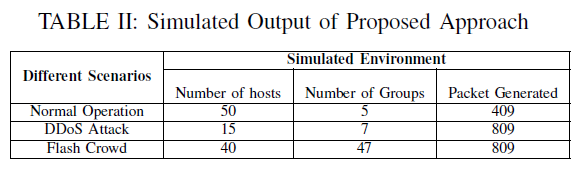 TABLE II: Simulated Output of Proposed Approach
Different Scenarios
Simulated Environment
Number of hosts Number of Groups Packet Generated
Normal Operation 50 5 409
DDoS Attack 15 7 809
Flash Crowd 40 47 809